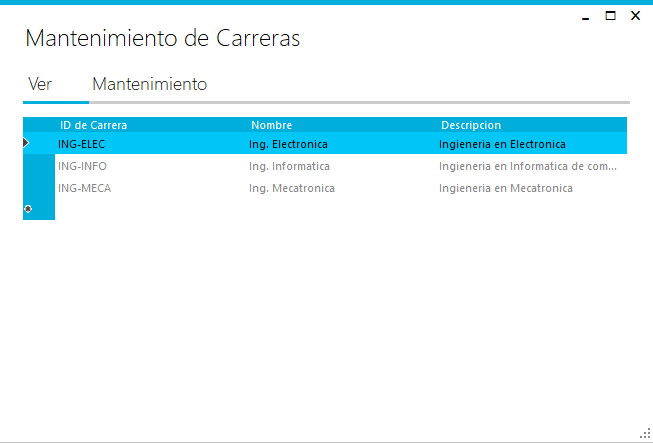 Mantenimiento de Carreras
Ver Mantenimiento
ID de Carrera Nombre Descripcion
ING-ELEC Ing. Electronica Ingieneria en Electronica
ING-INFO Ing. Informatica Ingieneria en Informatica de com...
ING-MECA Ing. Mecatronica Ingieneria en Mecatronica